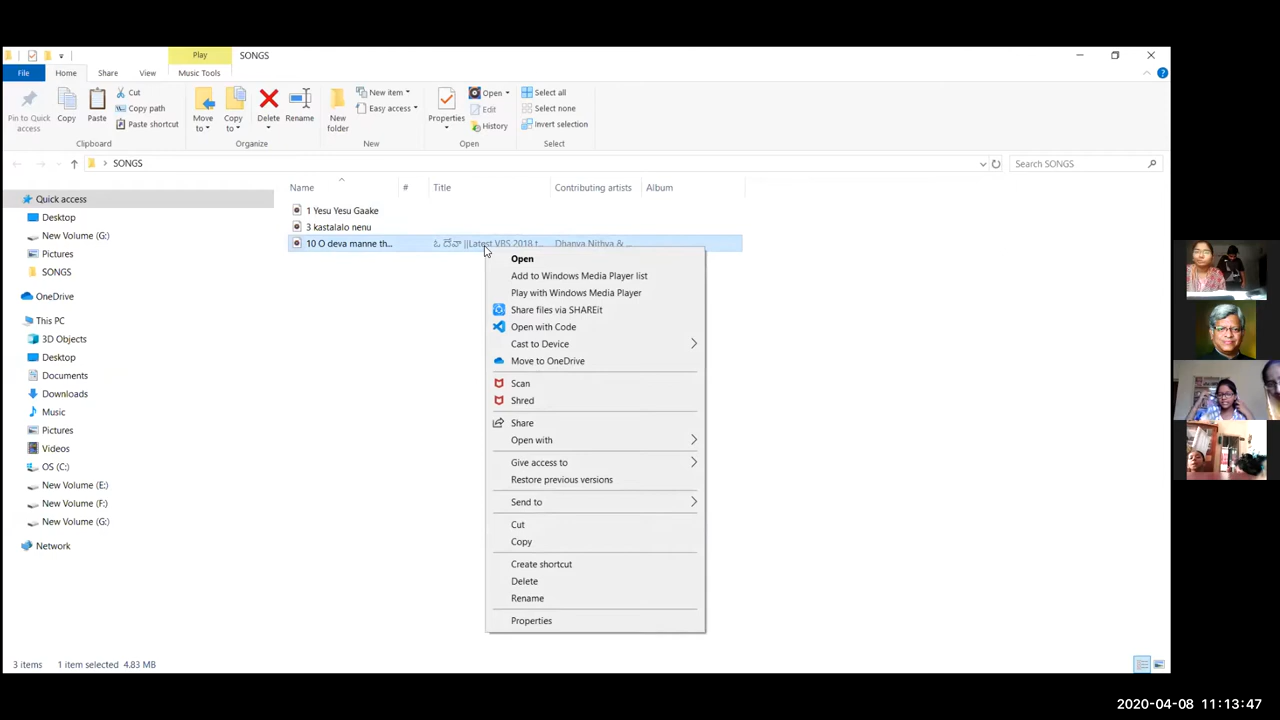 Play
SONGS
File
Home
Share
View
Music Tools
Pin to Quick access
Copy
Paste
Cut
Copy path
Paste shortcut
Clipboard
Move to
Copy to
Delete
Rename
Organize
New folder
New item
Easy access
New
Properties
Open
Edit
History
Open
Select all
Select none
Invert selection
Select
SONGS
Search SONGS
Name
#
Title
Contributing artists
Album
Quick access
Desktop
New Volume (G:)
Pictures
SONGS
OneDrive
This PC
3D Objects
Desktop
Documents
Downloads
Music
Pictures
Videos
OS (C:)
New Volume (E:)
New Volume (F:)
New Volume (G:)
Network
1 Yesu Yesu Gaake
3 kastalalo nenu
10 O deva manne th... ఓ దేవా ||Latest VBS 2018 t... Dhanya Nithya & ...
Open
Add to Windows Media Player list
Play with Windows Media Player
Share files via SHAREit
Open with Code
Cast to Device
Move to OneDrive
Scan
Shred
Share
Open with
Give access to
Restore previous versions
Send to
Cut
Copy
Create shortcut
Delete
Rename
Properties
3 items
1 item selected 4.83 MB
2020-04-08 11:13:47